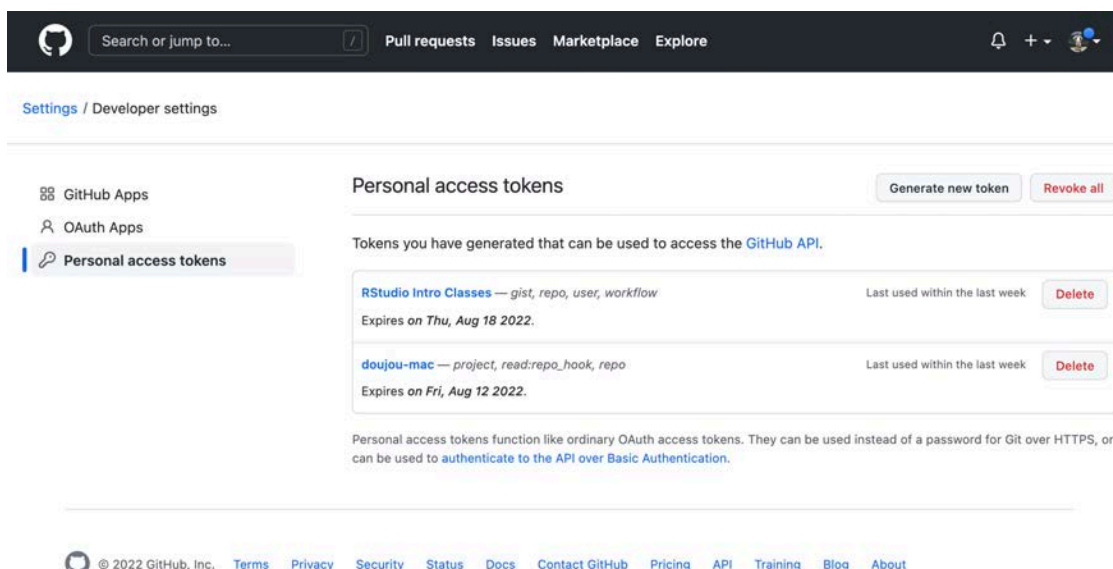 Search or jump to... / Pull requests Issues Marketplace Explore
Settings / Developer settings
GitHub Apps
OAuth Apps
Personal access tokens
Personal access tokens Generate new token Revoke all
Tokens you have generated that can be used to access the GitHub API.
RStudio Intro Classes — gist, repo, user, workflow Last used within the last week Delete
Expires on Thu, Aug 18 2022.
doujou-mac — project, read:repo_hook, repo Last used within the last week Delete
Expires on Fri, Aug 12 2022.
Personal access tokens function like ordinary OAuth access tokens. They can be used instead of a password for Git over HTTPS, or
can be used to authenticate to the API over Basic Authentication.
© 2022 GitHub, Inc. Terms Privacy Security Status Docs Contact GitHub Pricing API Training Blog About